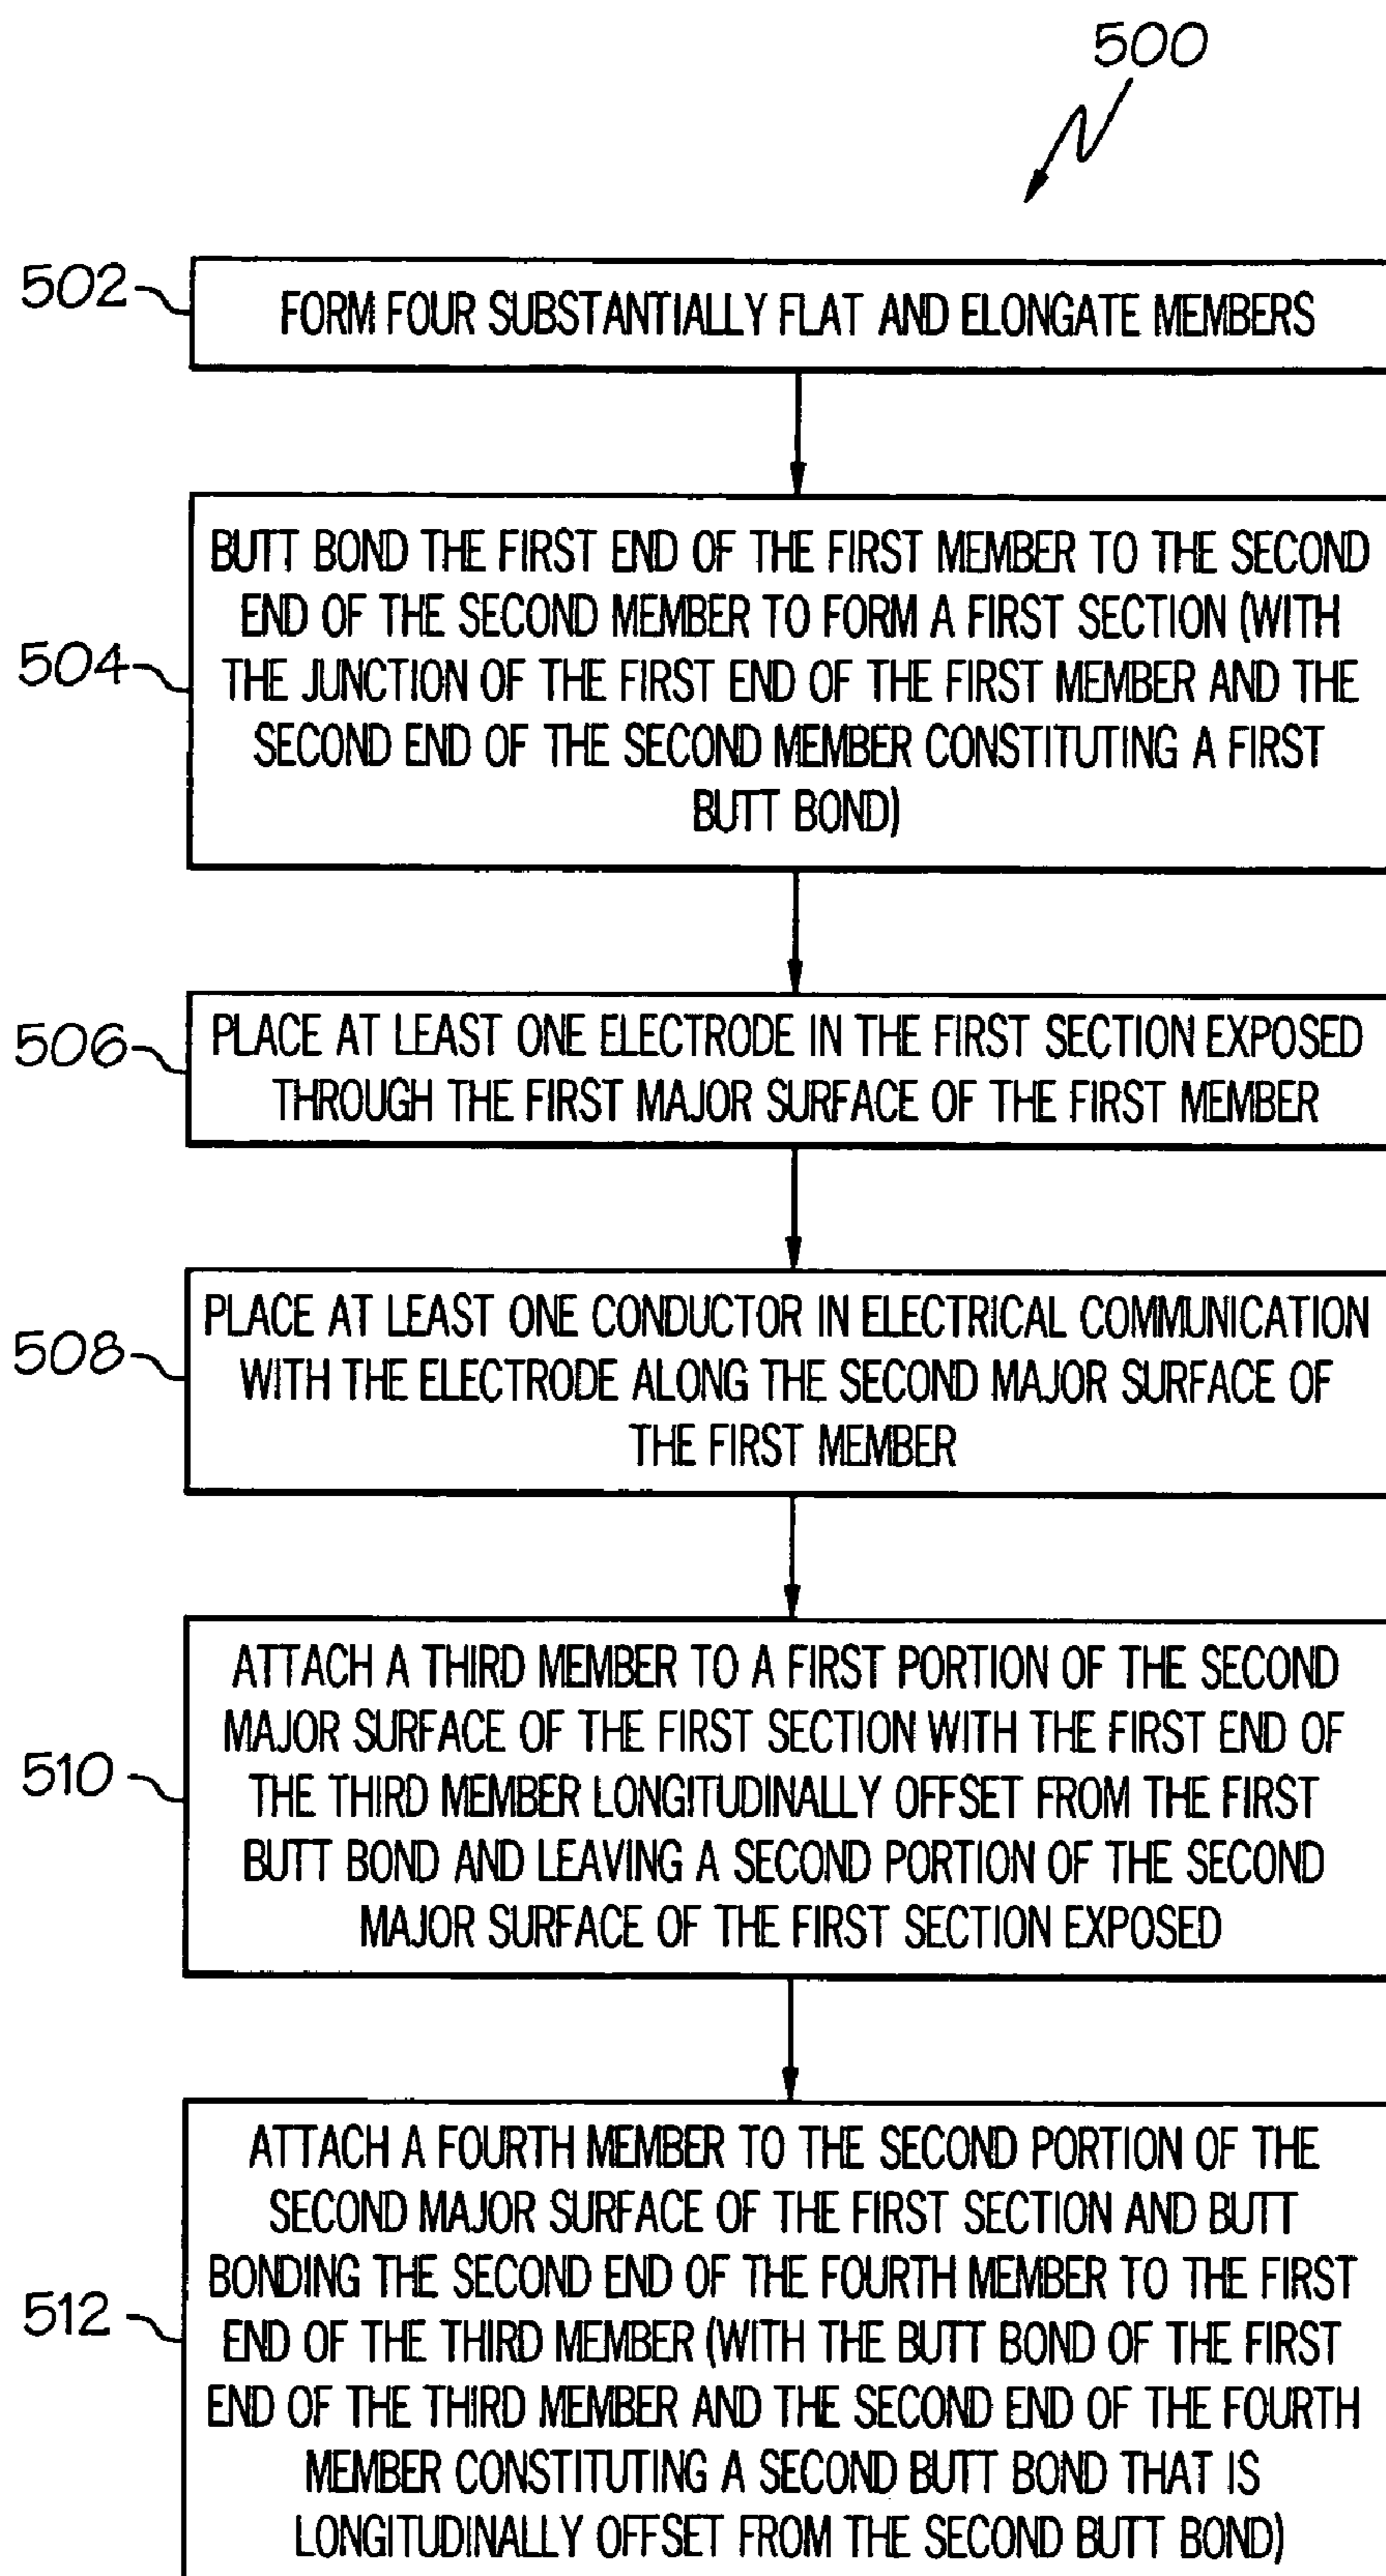 500
502
FORM FOUR SUBSTANTIALLY FLAT AND ELONGATE MEMBERS
504
BUTT BOND THE FIRST END OF THE FIRST MEMBER TO THE SECOND
END OF THE SECOND MEMBER TO FORM A FIRST SECTION (WITH
THE JUNCTION OF THE FIRST END OF THE FIRST MEMBER AND THE
SECOND END OF THE SECOND MEMBER CONSTITUTING A FIRST
BUTT BOND)
506
PLACE AT LEAST ONE ELECTRODE IN THE FIRST SECTION EXPOSED
THROUGH THE FIRST MAJOR SURFACE OF THE FIRST MEMBER
508
PLACE AT LEAST ONE CONDUCTOR IN ELECTRICAL COMMUNICATION
WITH THE ELECTRODE ALONG THE SECOND MAJOR SURFACE OF
THE FIRST MEMBER
510
ATTACH A THIRD MEMBER TO A FIRST PORTION OF THE SECOND
MAJOR SURFACE OF THE FIRST SECTION WITH THE FIRST END OF
THE THIRD MEMBER LONGITUDINALLY OFFSET FROM THE FIRST
BUTT BOND AND LEAVING A SECOND PORTION OF THE SECOND
MAJOR SURFACE OF THE FIRST SECTION EXPOSED
512
ATTACH A FOURTH MEMBER TO THE SECOND PORTION OF THE
SECOND MAJOR SURFACE OF THE FIRST SECTION AND BUTT
BONDING THE SECOND END OF THE FOURTH MEMBER TO THE FIRST
END OF THE THIRD MEMBER (WITH THE BUTT BOND OF THE FIRST
END OF THE THIRD MEMBER AND THE SECOND END OF THE FOURTH
MEMBER CONSTITUTING A SECOND BUTT BOND THAT IS
LONGITUDINALLY OFFSET FROM THE SECOND BUTT BOND)